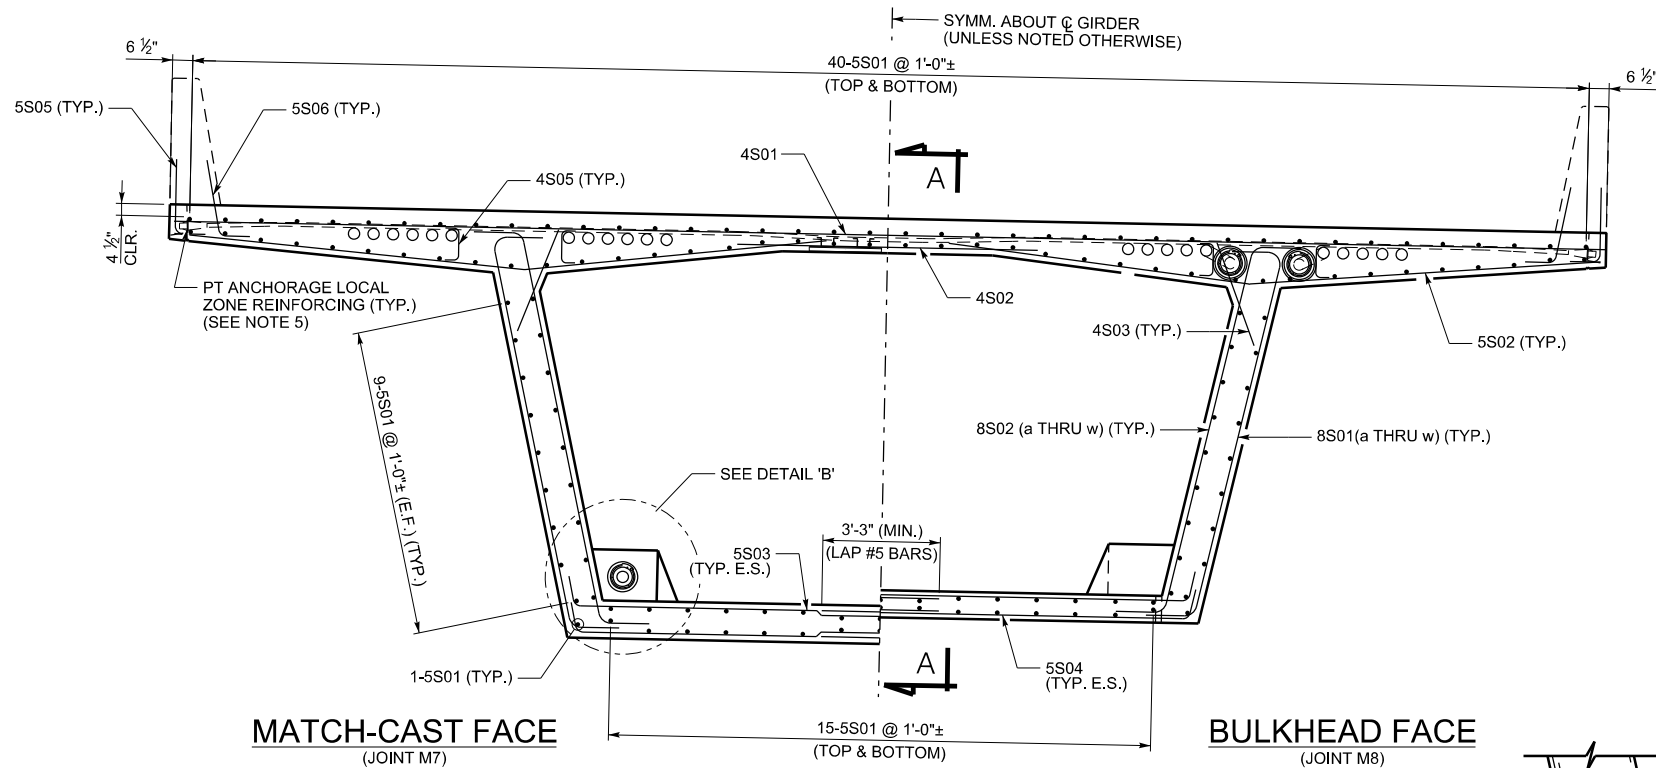 SYMM. ABOUT ℄ GIRDER
(UNLESS NOTED OTHERWISE)
6 ½"
40-5S01 @ 1'-0"±
(TOP & BOTTOM)
6 ½"
5S05 (TYP.)
5S06 (TYP.)
4S01
A
4S05 (TYP.)
4 ½"
CLR.
PT ANCHORAGE LOCAL
ZONE REINFORCING (TYP.)
(SEE NOTE 5)
4S02
4S03 (TYP.)
5S02 (TYP.)
9-5S01 @ 1'-0"± (E.F.) (TYP.)
8S02 (a THRU w) (TYP.)
8S01(a THRU w) (TYP.)
SEE DETAIL 'B'
3'-3" (MIN.)
(LAP #5 BARS)
5S03
(TYP. E.S.)
1-5S01 (TYP.)
A
5S04
(TYP. E.S.)
MATCH-CAST FACE
(JOINT M7)
15-5S01 @ 1'-0"±
(TOP & BOTTOM)
BULKHEAD FACE
(JOINT M8)